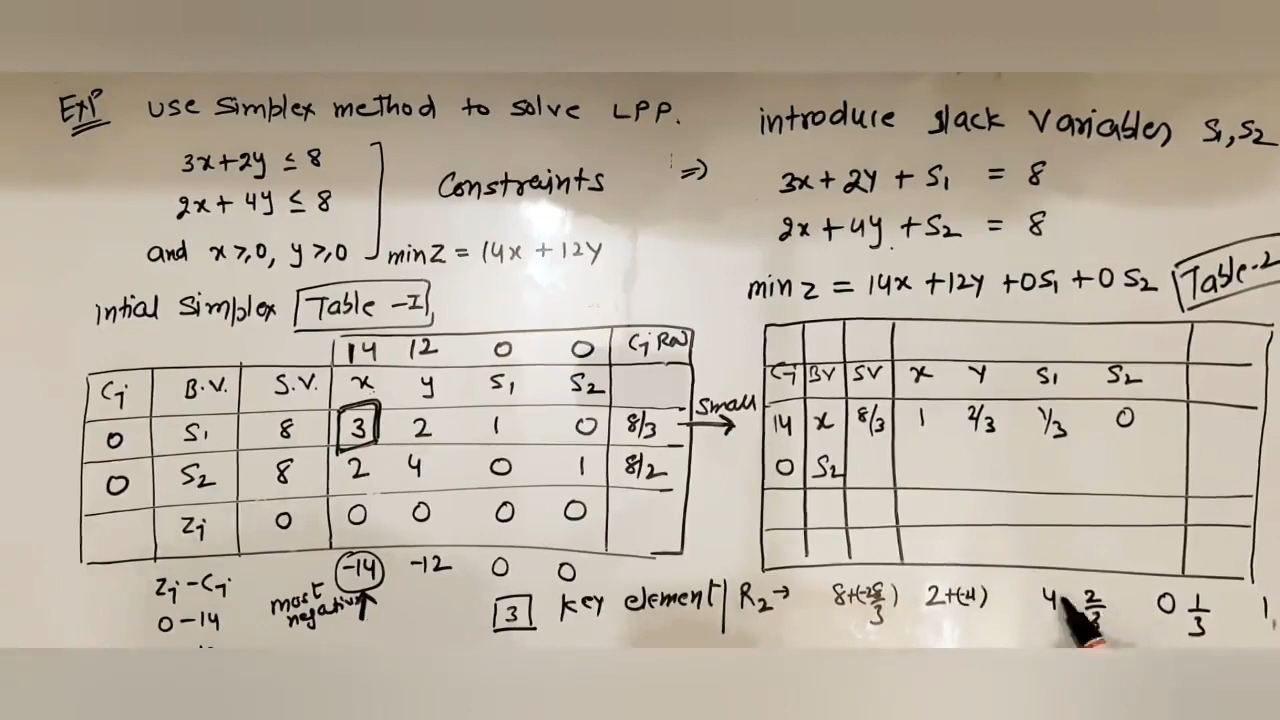 Exp use simplex method to solve LPP.
3x+2y ≤ 8
2x+4y ≤ 8
and x≥0, y≥0
Constraints
min Z = 14x+12y
⇒ introduce slack variables S1,S2
3x+2y+S1 = 8
2x+4y+S2 = 8
min z = 14x+12y+0S1+0S2
Intial Simplex Table-I
14 12 0 0 Cj
Cj B.V. S.V. x y S1 S2
0 S1 8 3 2 1 0 8/3
0 S2 8 2 4 0 1 8/2
Zj 0 0 0 0 0
Zj-Cj -14 -12 0 0
0-14
most negative
3 key element
small →
Table-2
Cj BV SV x y S1 S2
14 x 8/3 1 2/3 1/3 0
0 S2
R2→ 8+( ) 2+( ) 4 2/3 0 1/3 1